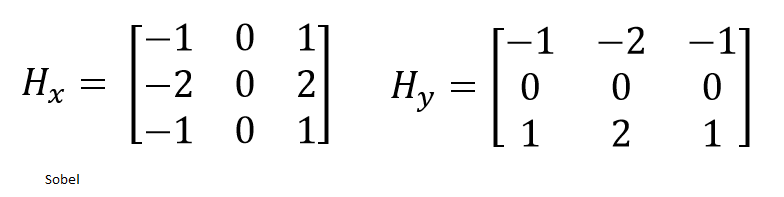 H_x = [−1 0 1
−2 0 2
−1 0 1]
H_y = [−1 −2 −1
0 0 0
1 2 1]
Sobel